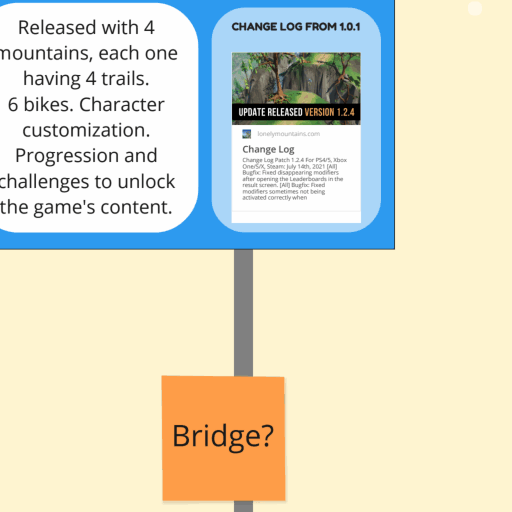 Released with 4
mountains, each one
having 4 trails.
6 bikes. Character
customization.
Progression and
challenges to unlock
the game's content.
CHANGE LOG FROM 1.0.1
UPDATE RELEASED VERSION 1.2.4
lonelymountains.com
Change Log
Change Log Patch 1.2.4 For PS4/5, Xbox
One/S/X, Steam: July 14th, 2021 [All]
Bugfix: Fixed disappearing modifiers
after opening the Leaderboards in the
result screen. [All] Bugfix: Fixed
modifiers sometimes not being
activated correctly when
Bridge?